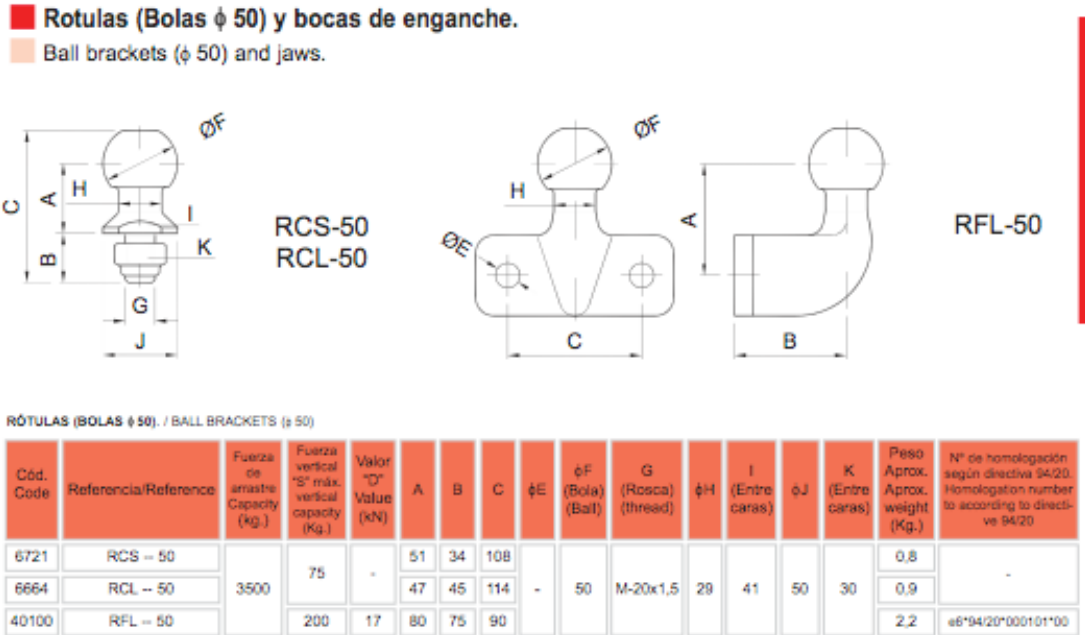 Rotulas (Bolas ϕ 50) y bocas de enganche.
Ball brackets (ϕ 50) and jaws.
ØF
C
A
H
I
B
K
G
J
RCS-50
RCL-50
ØF
H
ØE
C
A
B
RFL-50
RÓTULAS (BOLAS ϕ 50). / BALL BRACKETS (ϕ 50)
Cód. Code | Referencia/Reference | Fuerza de arrastre Capacity (kg.) | Fuerza vertical "S" máx. vertical capacity (Kg.) | Valor "D" Value (kN) | A | B | C | ϕE | ϕF (Bola) (Ball) | G (Rosca) (thread) | ϕH | I (Entre caras) | ϕJ | K (Entre caras) | Peso Aprox. Aprox. weight (Kg.) | Nº de homologación según directiva 94/20. Homologation number to according to directi-ve 94/20
6721 | RCS -- 50 | 3500 | 75 | - | 51 | 34 | 108 | - | 50 | M-20x1,5 | 29 | 41 | 50 | 30 | 0,8 | -
6664 | RCL -- 50 | 47 | 45 | 114 | 0,9
40100 | RFL -- 50 | 200 | 17 | 80 | 75 | 90 | 2,2 | e6*94/20*000101*00